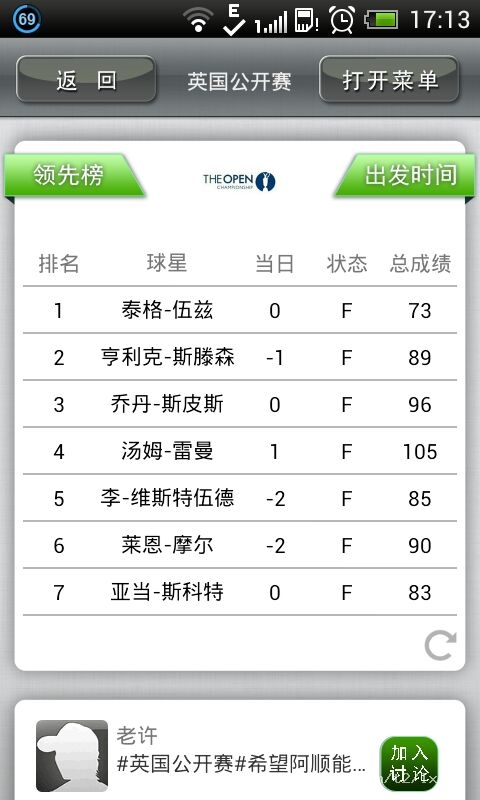 69 E 17:13
返 回 英国公开赛 打开菜单
领先榜 THE OPEN CHAMPIONSHIP 出发时间
排名 球星 当日 状态 总成绩
1 泰格-伍兹 0 F 73
2 亨利克-斯滕森 -1 F 89
3 乔丹-斯皮斯 0 F 96
4 汤姆-雷曼 1 F 105
5 李-维斯特伍德 -2 F 85
6 莱恩-摩尔 -2 F 90
7 亚当-斯科特 0 F 83
老许
#英国公开赛#希望阿顺能...
加入
讨论